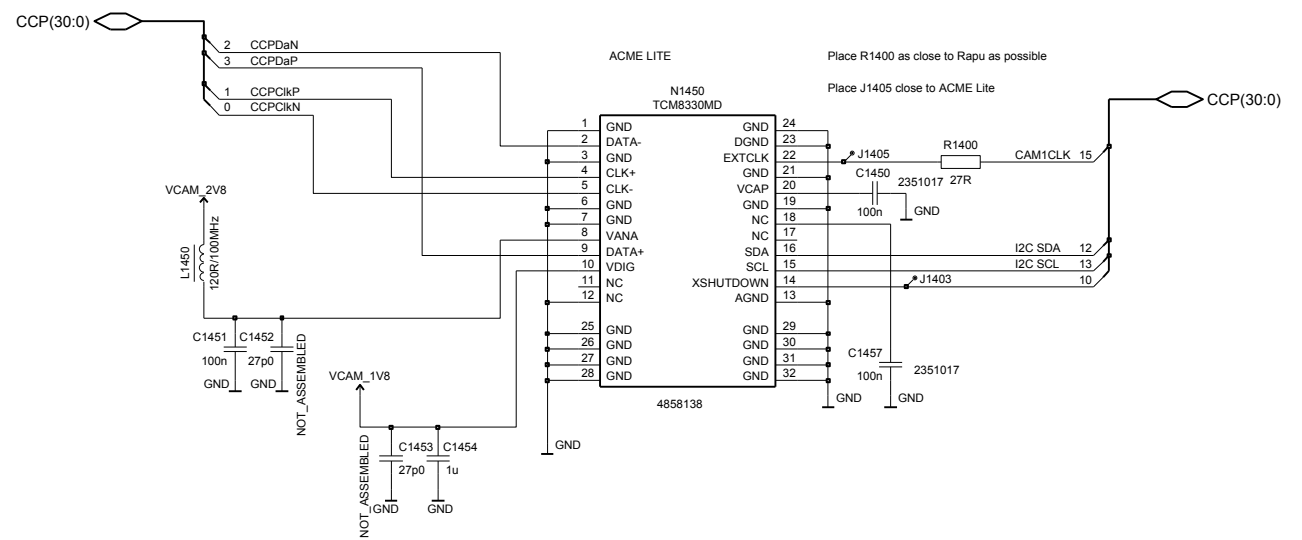 CCP(30:0)
2 CCPDaN
3 CCPDaP
1 CCPClkP
0 CCPClkN
ACME LITE
Place R1400 as close to Rapu as possible
Place J1405 close to ACME Lite
CCP(30:0)
N1450
TCM8330MD
1 GND GND 24
2 DATA- DGND 23
3 GND EXTCLK 22
4 CLK+ GND 21
5 CLK- VCAP 20
6 GND GND 19
7 GND NC 18
8 VANA NC 17
9 DATA+ SDA 16
10 VDIG SCL 15
11 NC XSHUTDOWN 14
12 NC AGND 13
25 GND GND 29
26 GND GND 30
27 GND GND 31
28 GND GND 32
4858138
J1405
R1400
27R
CAM1CLK 15
C1450
2351017
100n
GND
I2C SDA 12
I2C SCL 13
J1403
10
C1457
100n
2351017
GND
GND
VCAM_2V8
L1450
120R/100MHz
C1451
100n
GND
C1452
27p0
GND
NOT_ASSEMBLED
VCAM_1V8
NOT_ASSEMBLED
C1453
27p0
GND
C1454
1u
GND
GND